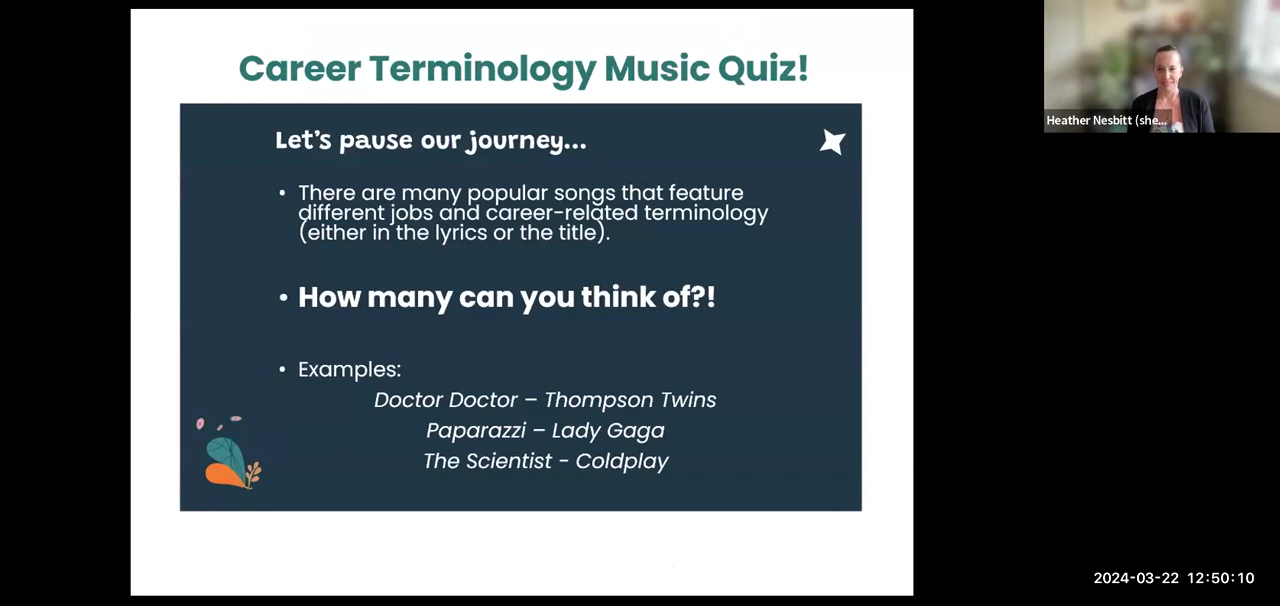 Career Terminology Music Quiz!
Let's pause our journey...
• There are many popular songs that feature
different jobs and career-related terminology
(either in the lyrics or the title).
• How many can you think of?!
• Examples:
Doctor Doctor – Thompson Twins
Paparazzi – Lady Gaga
The Scientist - Coldplay
Heather Nesbitt (she...
2024-03-22 12:50:10